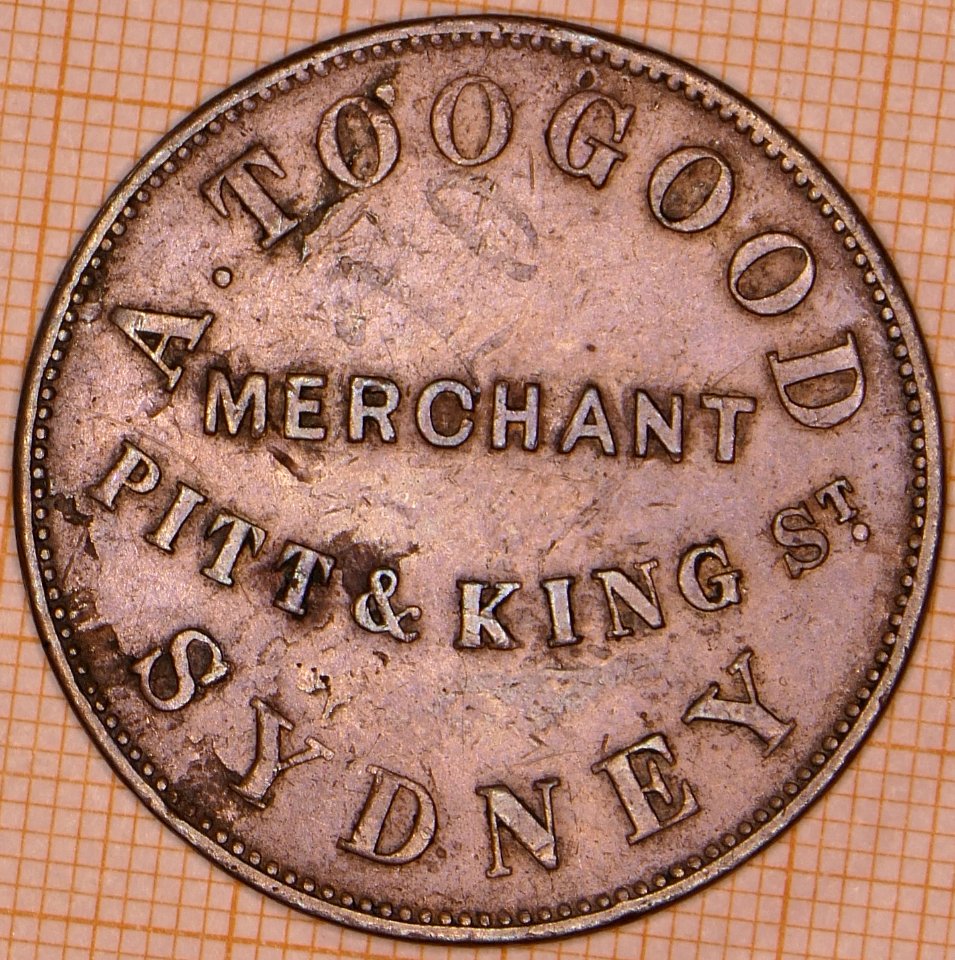 A. TOOGOOD
MERCHANT
PITT & KING ST.
SYDNEY